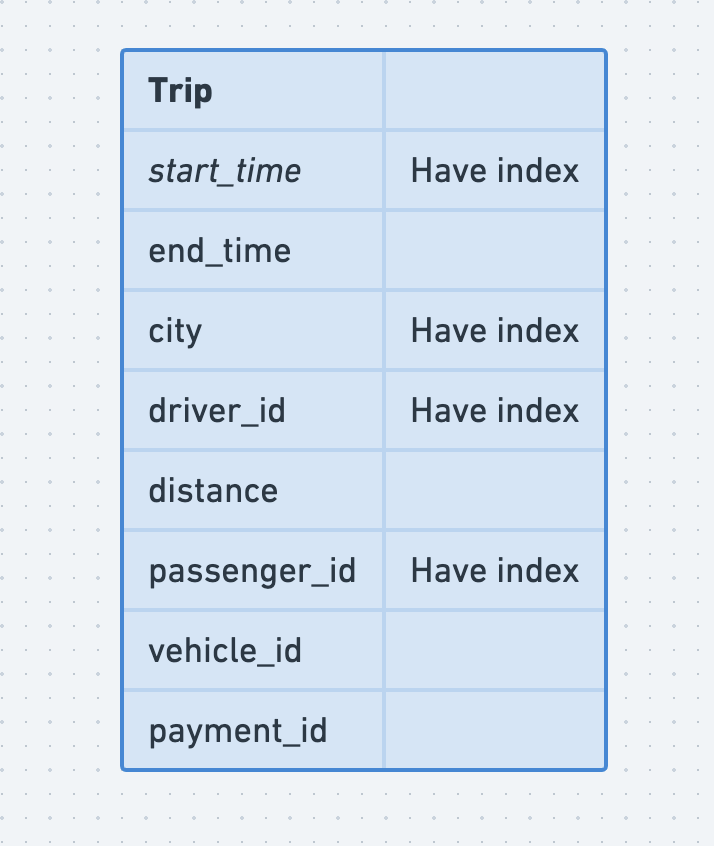 Trip
start_time Have index
end_time
city Have index
driver_id Have index
distance
passenger_id Have index
vehicle_id
payment_id